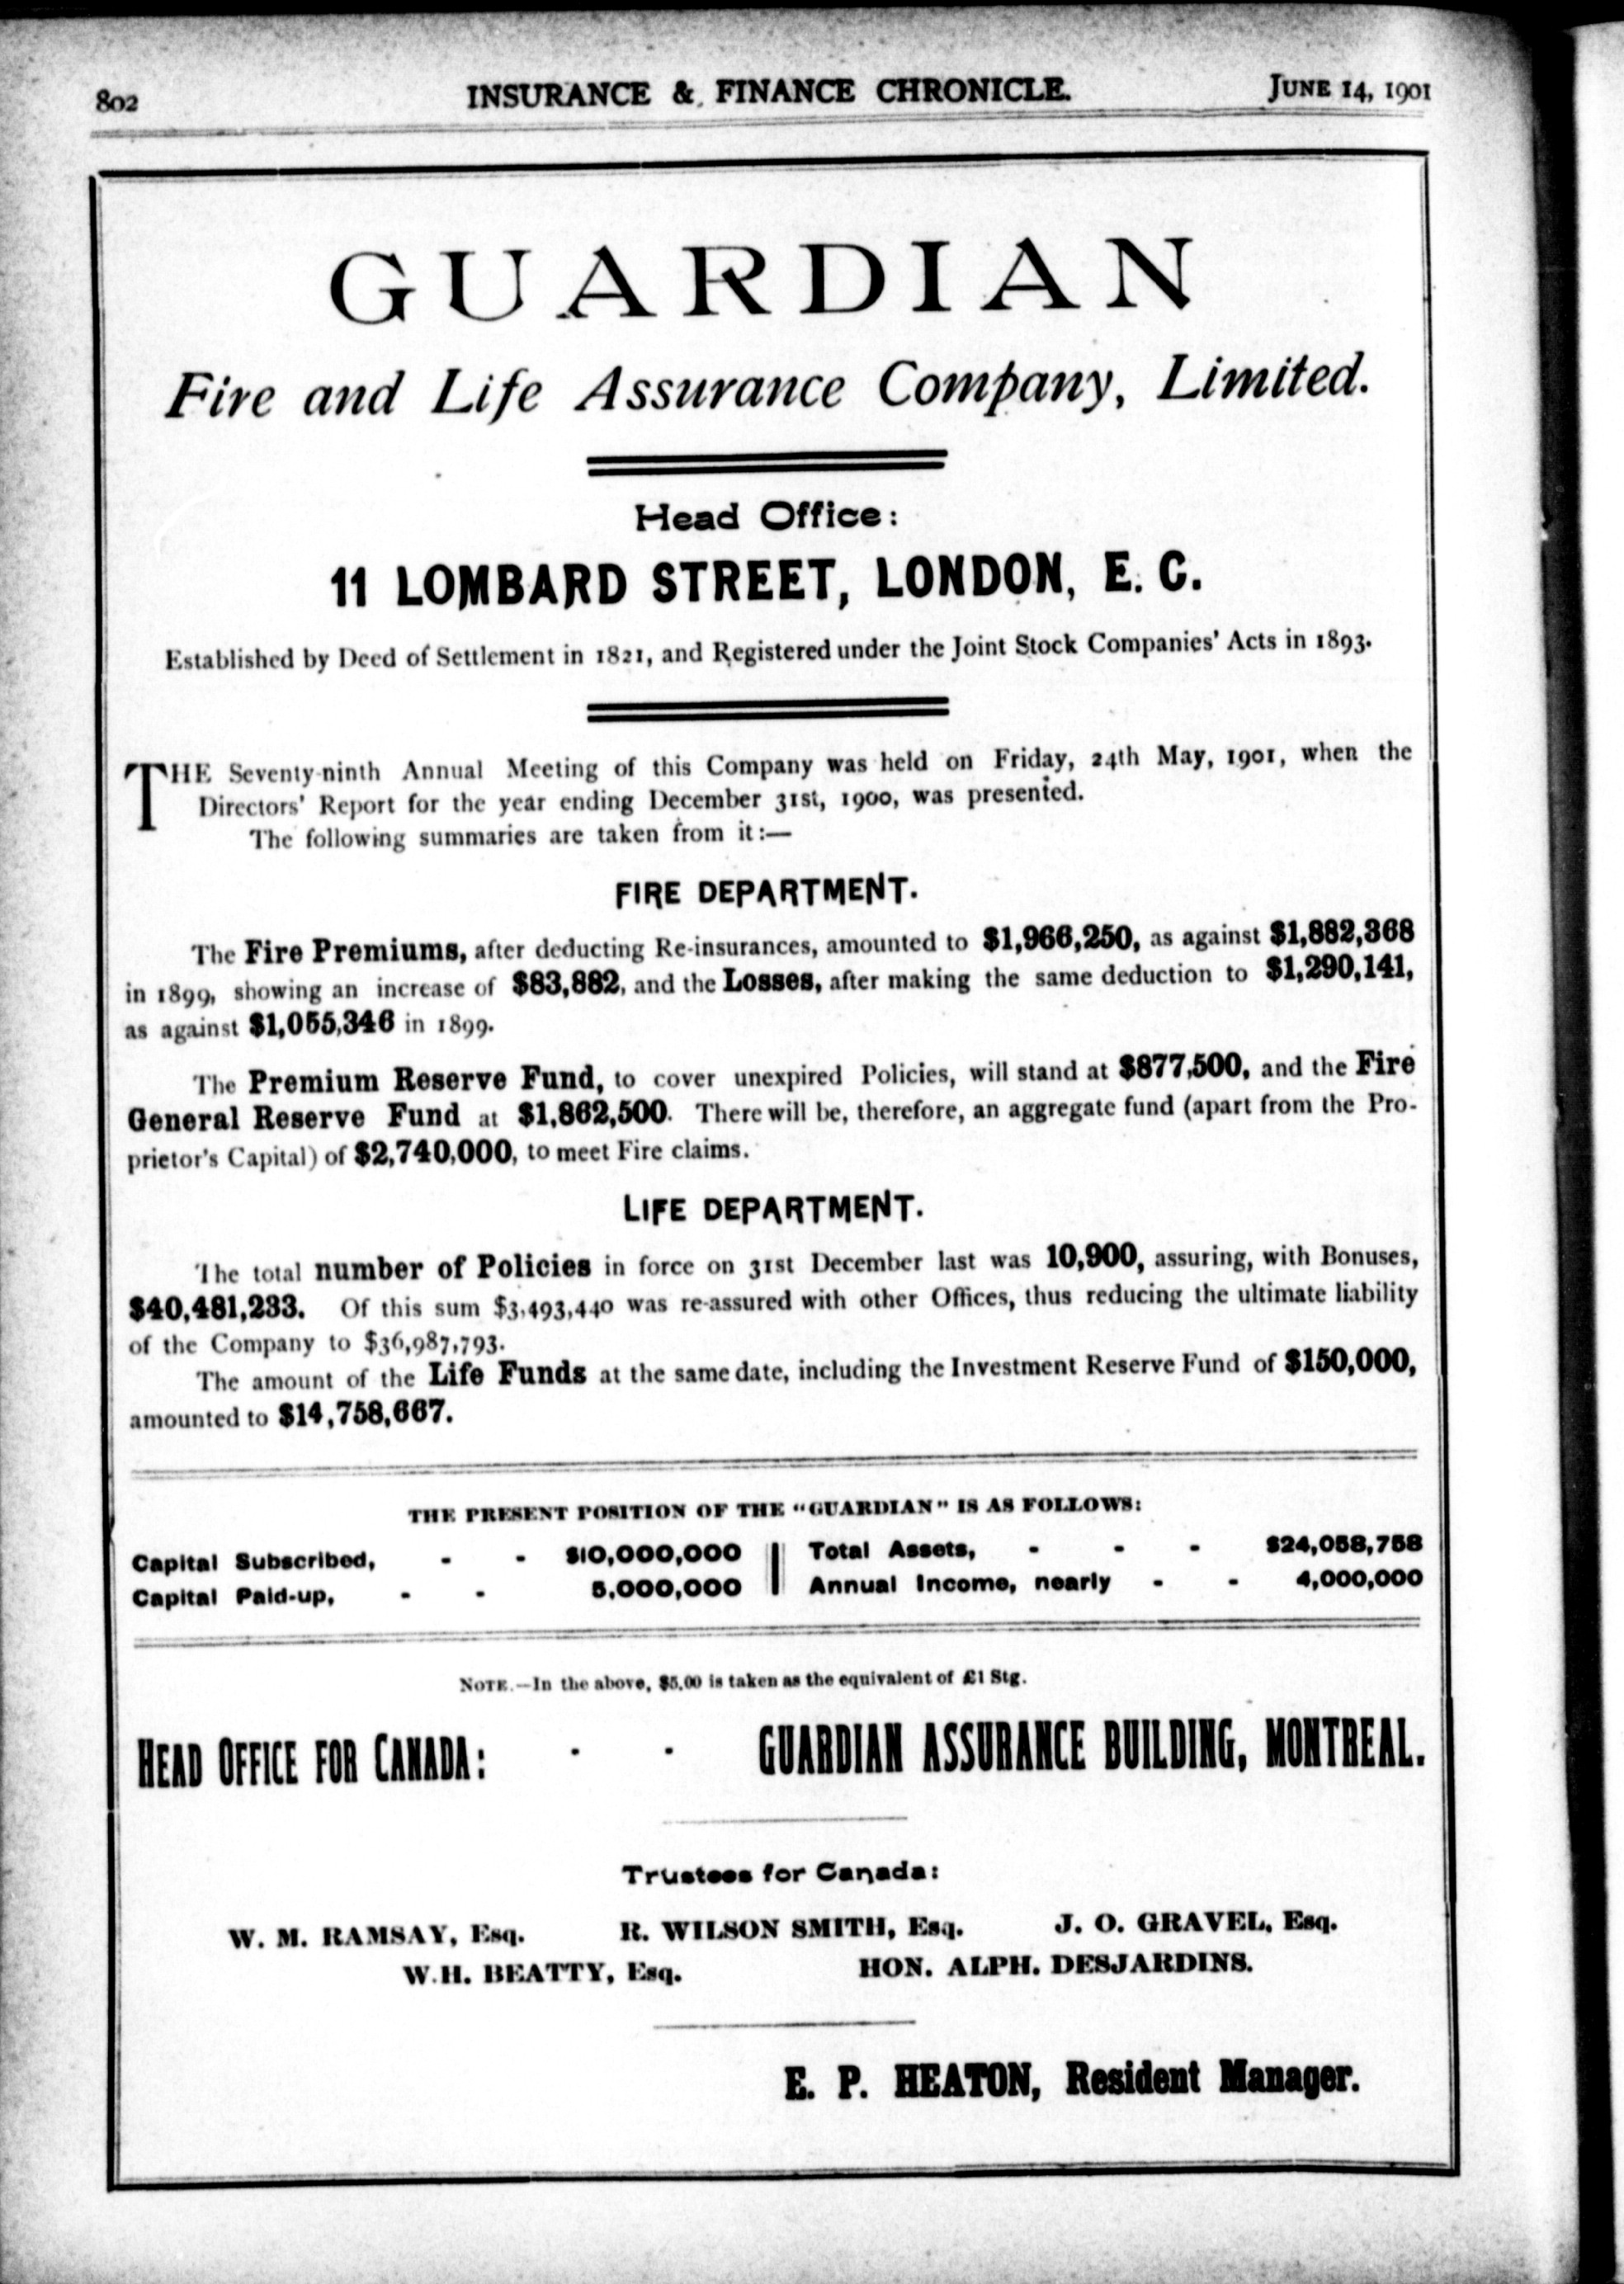 802 INSURANCE & FINANCE CHRONICLE. JUNE 14, 1901
GUARDIAN
Fire and Life Assurance Company, Limited.
Head Office:
11 LOMBARD STREET, LONDON, E. C.
Established by Deed of Settlement in 1821, and Registered under the Joint Stock Companies' Acts in 1893.
THE Seventy-ninth Annual Meeting of this Company was held on Friday, 24th May, 1901, when the
Directors' Report for the year ending December 31st, 1900, was presented.
The following summaries are taken from it:—
FIRE DEPARTMENT.
The Fire Premiums, after deducting Re-insurances, amounted to $1,966,250, as against $1,882,368
in 1899, showing an increase of $83,882, and the Losses, after making the same deduction to $1,290,141,
as against $1,055,346 in 1899.
The Premium Reserve Fund, to cover unexpired Policies, will stand at $877,500, and the Fire
General Reserve Fund at $1,862,500. There will be, therefore, an aggregate fund (apart from the Pro-
prietor's Capital) of $2,740,000, to meet Fire claims.
LIFE DEPARTMENT.
The total number of Policies in force on 31st December last was 10,900, assuring, with Bonuses,
$40,481,233. Of this sum $3,493,440 was re-assured with other Offices, thus reducing the ultimate liability
of the Company to $36,987,793.
The amount of the Life Funds at the same date, including the Investment Reserve Fund of $150,000,
amounted to $14,758,667.
THE PRESENT POSITION OF THE "GUARDIAN" IS AS FOLLOWS:
Capital Subscribed, - - $10,000,000 Total Assets, - - - $24,058,758
Capital Paid-up, - - 5,000,000 Annual Income, nearly - - 4,000,000
NOTE.—In the above, $5.00 is taken as the equivalent of £1 Stg.
HEAD OFFICE FOR CANADA: - - GUARDIAN ASSURANCE BUILDING, MONTREAL.
Trustees for Canada:
W. M. RAMSAY, Esq. R. WILSON SMITH, Esq. J. O. GRAVEL, Esq.
W. H. BEATTY, Esq. HON. ALPH. DESJARDINS.
E. P. HEATON, Resident Manager.